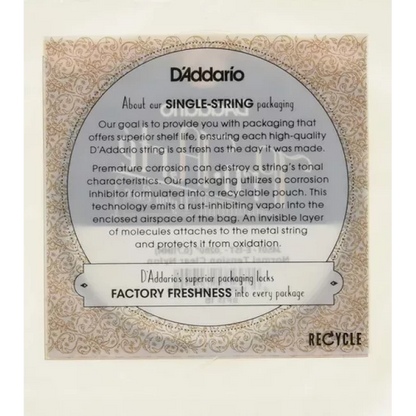 D'Addario
About our SINGLE-STRING packaging
Our goal is to provide you with packaging that
offers superior shelf life, ensuring each high-quality
D'Addario string is as fresh as the day it was made.
Premature corrosion can destroy a string's tonal
characteristics. Our packaging utilizes a corrosion
inhibitor formulated into a recyclable pouch. This
technology emits a rust-inhibiting vapor into the
enclosed airspace of the bag. An invisible layer
of molecules attaches to the metal string
and protects it from oxidation.
D'Addario's superior packaging locks
FACTORY FRESHNESS into every package
RECYCLE